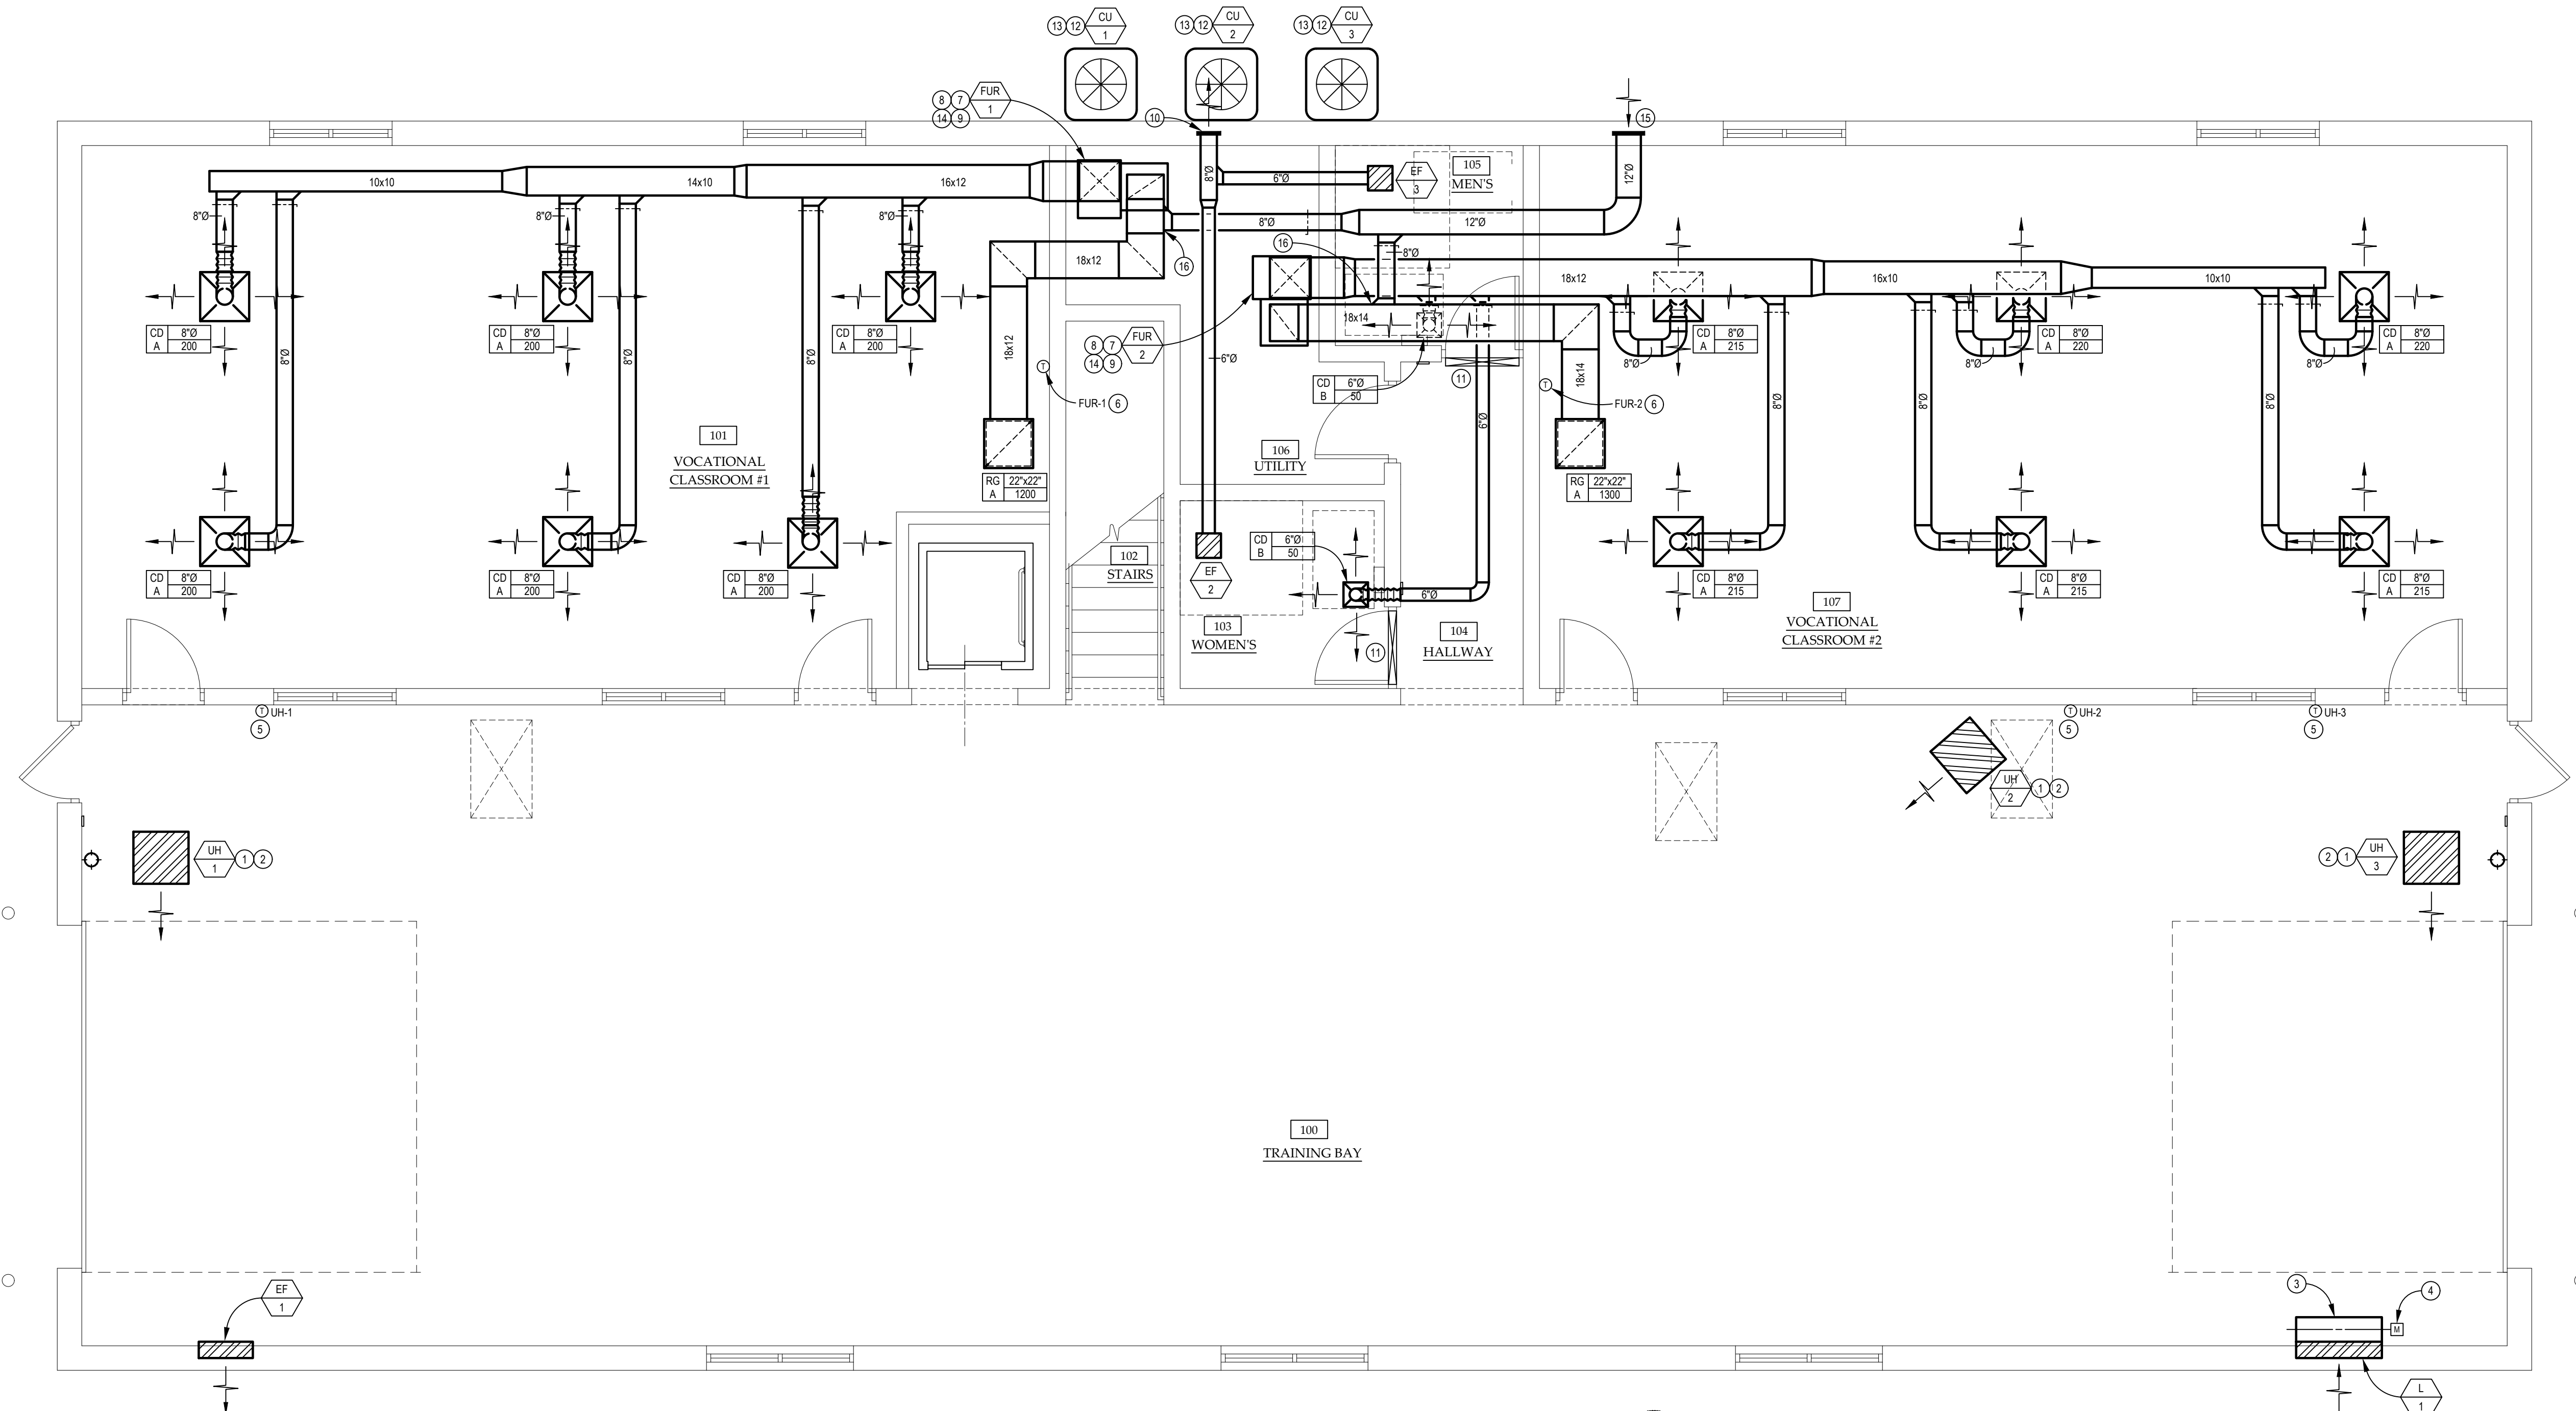 CU
13 12
1
CU
13 12
2
CU
13 12
3
FUR
8 7
1
14 9
10
15
105
MEN'S
EF
3
6"Ø
8"Ø
12"Ø
10x10
14x10
16x12
8"Ø
8"Ø
8"Ø
8"Ø
12"Ø
16
8"Ø
18x12
16
18x12
16x10
10x10
8"Ø
8"Ø
8"Ø
18x12
18x14
CD 8"Ø
A 200
CD 8"Ø
A 200
CD 8"Ø
A 200
FUR
8 7
2
14 9
6"Ø
CD 8"Ø
A 215
CD 8"Ø
A 220
CD 8"Ø
A 220
8"Ø
8"Ø
8"Ø
T
FUR-1 6
CD 6"Ø
B 50
11
18x14
T
FUR-2 6
6"Ø
8"Ø
8"Ø
8"Ø
101
VOCATIONAL
CLASSROOM #1
106
UTILITY
RG 22"x22"
A 1200
RG 22"x22"
A 1300
102
STAIRS
CD 6"Ø
B 50
EF
2
6"Ø
CD 8"Ø
A 200
CD 8"Ø
A 200
CD 8"Ø
A 200
CD 8"Ø
A 215
CD 8"Ø
A 215
CD 8"Ø
A 215
103
WOMEN'S
11
104
HALLWAY
107
VOCATIONAL
CLASSROOM #2
T UH-1
5
T UH-2
5
T UH-3
5
UH
2
1 2
UH
1
1 2
2 1
UH
3
100
TRAINING BAY
EF
1
3
4
M
L
1